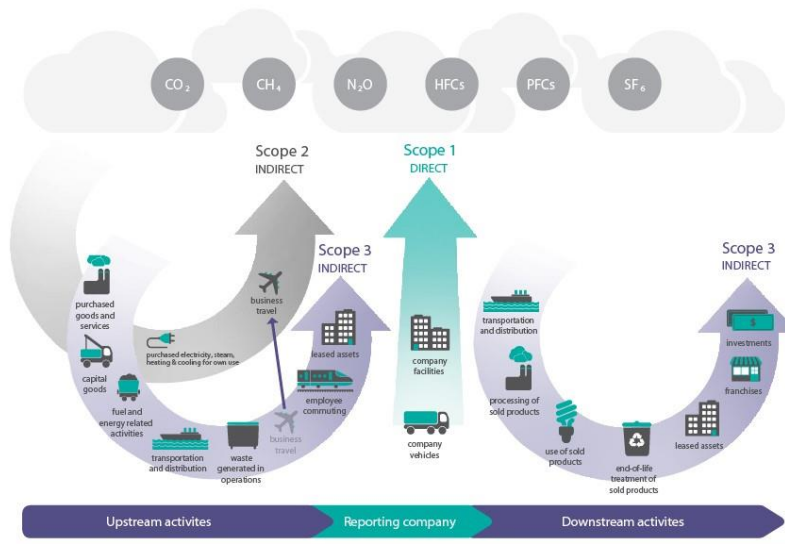 CO2
CH4
N2O
HFCs
PFCs
SF6
Scope 2
INDIRECT
Scope 1
DIRECT
Scope 3
INDIRECT
Scope 3
INDIRECT
purchased
goods and
services
capital
goods
fuel and
energy related
activities
purchased electricity, steam,
heating & cooling for own use
business
travel
transportation
and distribution
waste
generated in
operations
business
travel
employee
commuting
leased assets
company
facilities
company
vehicles
transportation
and distribution
processing of
sold products
use of sold
products
end-of-life
treatment of
sold products
leased assets
franchises
$
investments
Upstream activites
Reporting company
Downstream activites